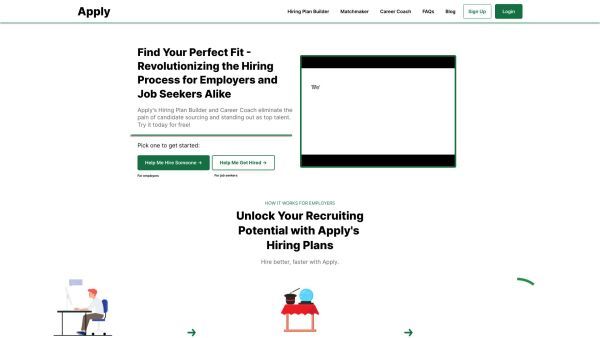 Apply
Hiring Plan Builder
Matchmaker
Career Coach
FAQs
Blog
Sign Up
Login
Find Your Perfect Fit -
Revolutionizing the Hiring
Process for Employers and
Job Seekers Alike
Apply's Hiring Plan Builder and Career Coach eliminate the
pain of candidate sourcing and standing out as top talent.
Try it today for free!
Pick one to get started:
Help Me Hire Someone →
Help Me Get Hired →
For employers
For job seekers
HOW IT WORKS FOR EMPLOYERS
Unlock Your Recruiting
Potential with Apply's
Hiring Plans
Hire better, faster with Apply.